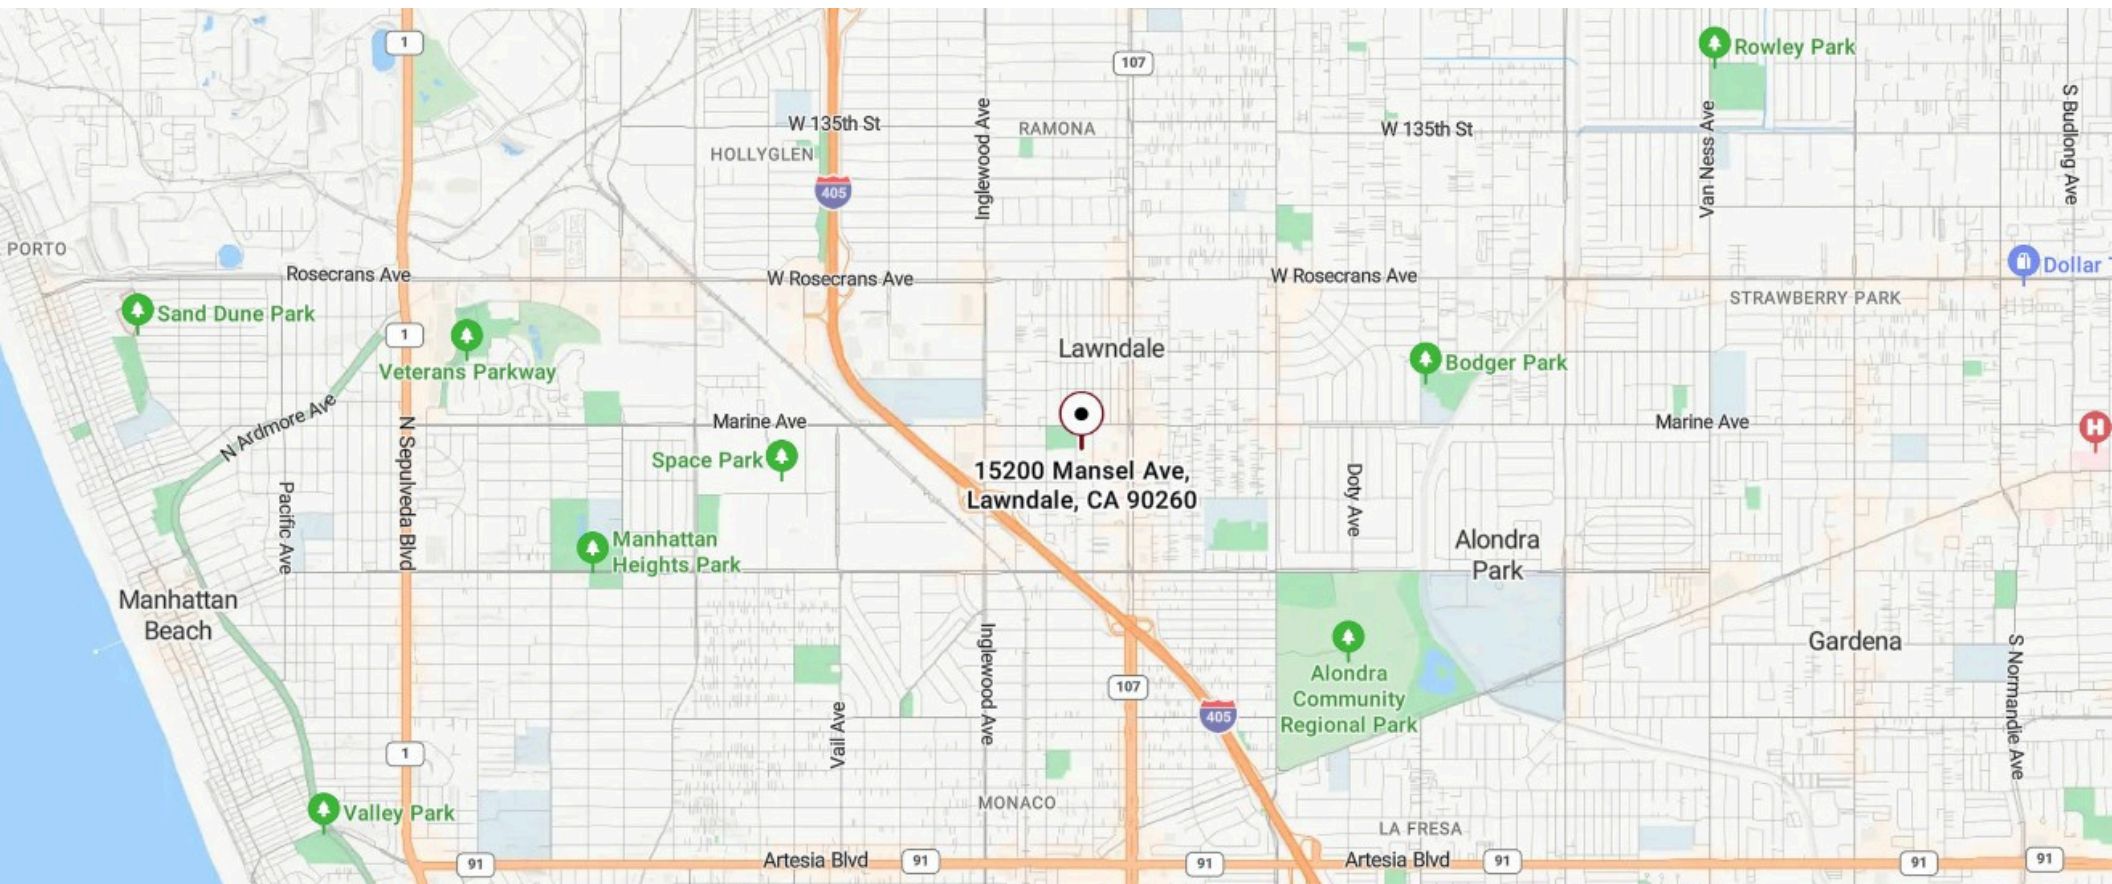 1
107
Rowley Park
W 135th St
Inglewood Ave
RAMONA
W 135th St
Van Ness Ave
S Budlong Ave
HOLLYGLEN
405
PORTO
Rosecrans Ave
W Rosecrans Ave
W Rosecrans Ave
Dollar
STRAWBERRY PARK
Sand Dune Park
1
Veterans Parkway
Lawndale
Bodger Park
N Ardmore Ave
N Sepulveda Blvd
Marine Ave
Marine Ave
H
Space Park
15200 Mansel Ave,
Lawndale, CA 90260
Pacific Ave
Doty Ave
Manhattan
Heights Park
Alondra
Park
Manhattan
Beach
Inglewood Ave
Gardena
S Normandie Ave
Alondra
Community
Regional Park
107
405
Vail Ave
1
Valley Park
MONACO
LA FRESA
91
Artesia Blvd
91
91
Artesia Blvd
91
91
91